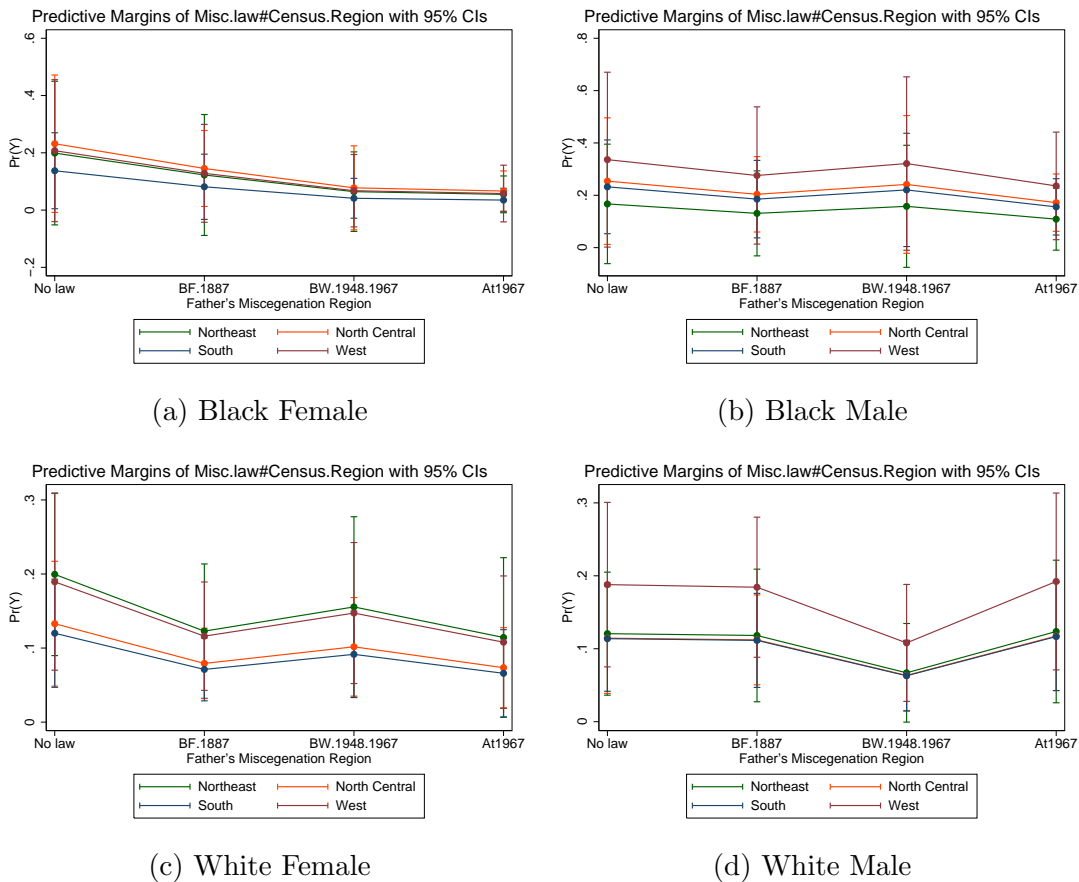 Predictive Margins of Misc.law#Census.Region with 95% CIs
Pr(Y)
.6
.4
.2
0
-.2
No law BF.1887 BW.1948.1967 At1967
Father's Miscegenation Region
Northeast North Central
South West
(a) Black Female
Predictive Margins of Misc.law#Census.Region with 95% CIs
Pr(Y)
.8
.6
.4
.2
0
No law BF.1887 BW.1948.1967 At1967
Father's Miscegenation Region
Northeast North Central
South West
(b) Black Male
Predictive Margins of Misc.law#Census.Region with 95% CIs
Pr(Y)
.3
.2
.1
0
No law BF.1887 BW.1948.1967 At1967
Father's Miscegenation Region
Northeast North Central
South West
(c) White Female
Predictive Margins of Misc.law#Census.Region with 95% CIs
Pr(Y)
.3
.2
.1
0
No law BF.1887 BW.1948.1967 At1967
Father's Miscegenation Region
Northeast North Central
South West
(d) White Male